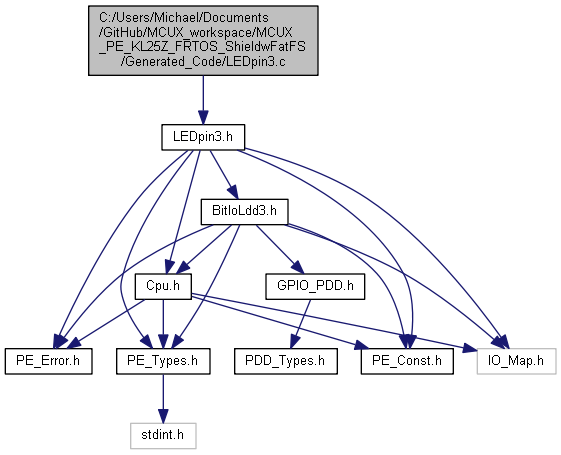 C:/Users/Michael/Documents
/GitHub/MCUX_workspace/MCUX
_PE_KL25Z_FRTOS_ShieldwFatFS
/Generated_Code/LEDpin3.c
LEDpin3.h
BitIoLdd3.h
Cpu.h
GPIO_PDD.h
PE_Error.h
PE_Types.h
PDD_Types.h
PE_Const.h
IO_Map.h
stdint.h